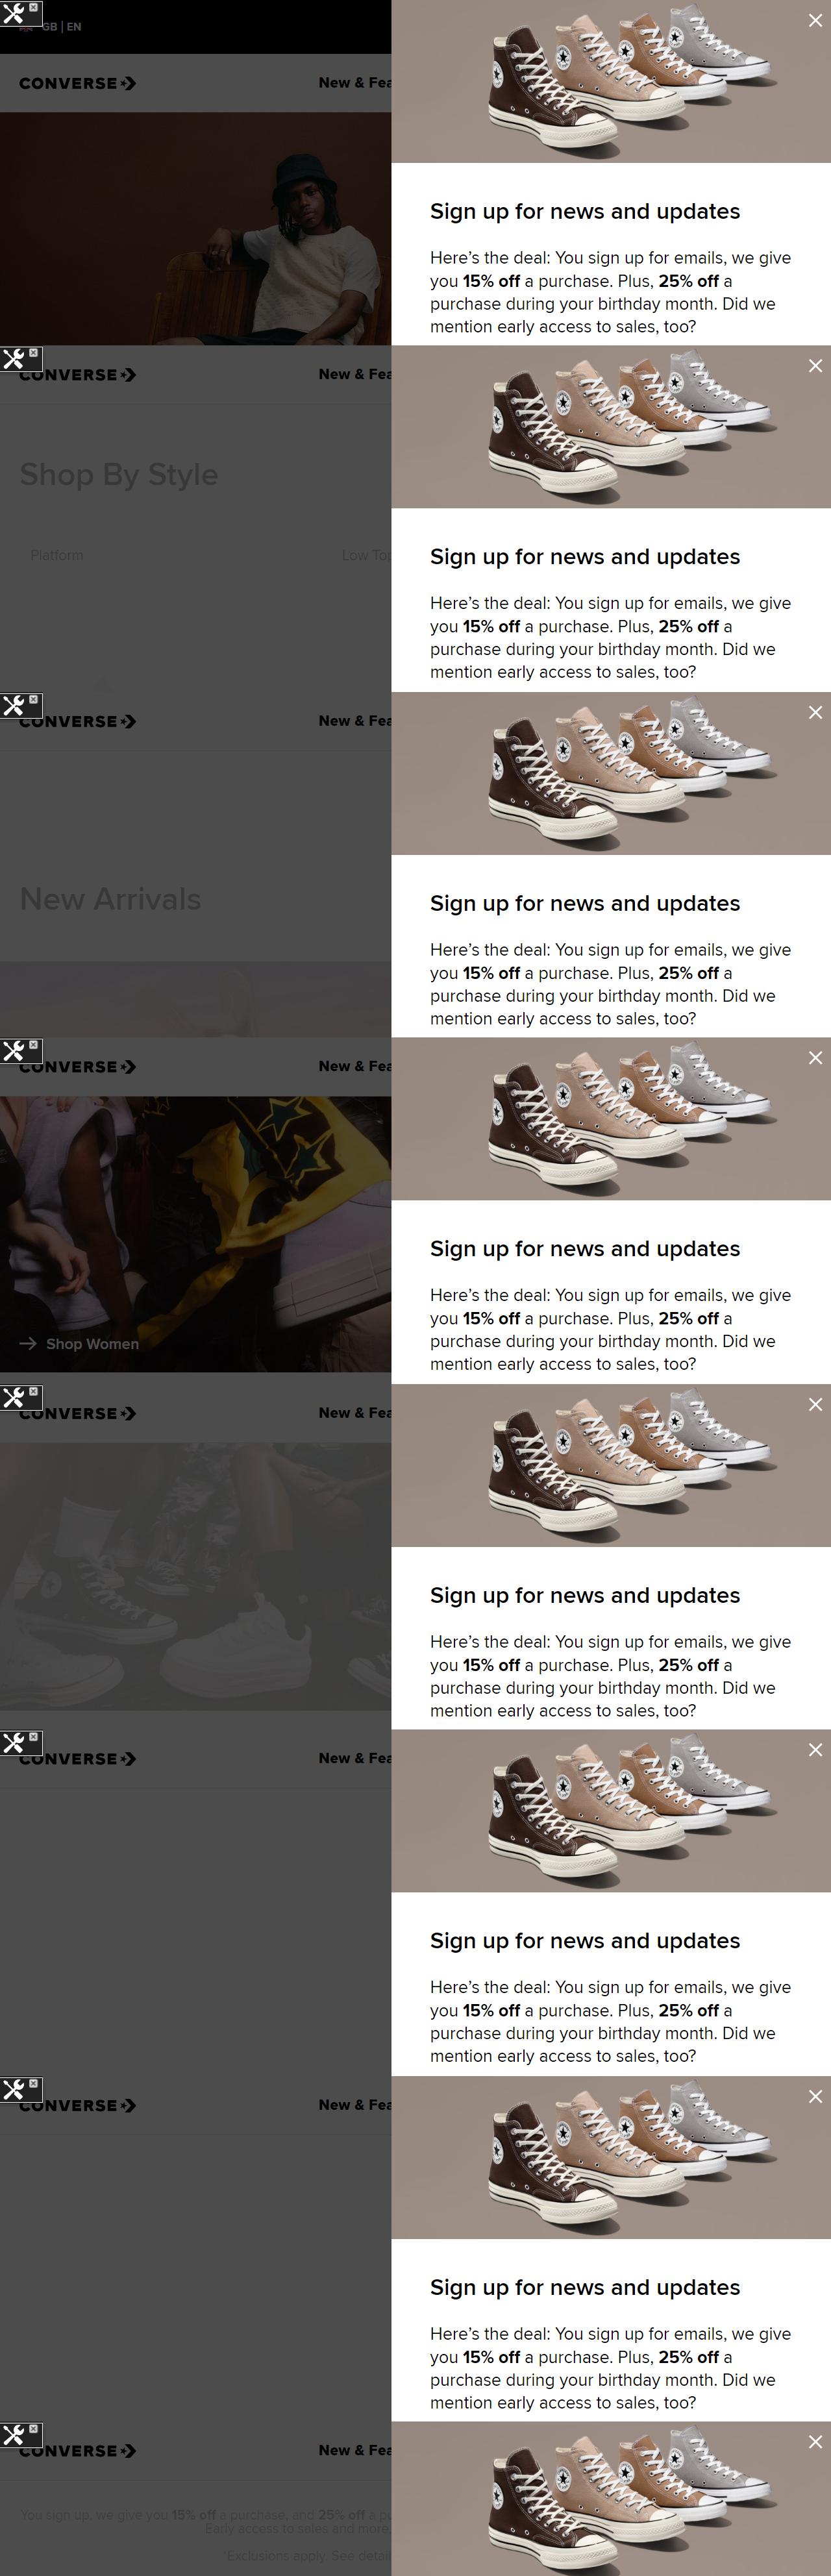 GB | EN
CONVERSE
New & Fea
Sign up for news and updates
Here’s the deal: You sign up for emails, we give
you 15% off a purchase. Plus, 25% off a
purchase during your birthday month. Did we
mention early access to sales, too?
CONVERSE
New & Fea
Shop By Style
Platform
Low Top
Sign up for news and updates
Here’s the deal: You sign up for emails, we give
you 15% off a purchase. Plus, 25% off a
purchase during your birthday month. Did we
mention early access to sales, too?
CONVERSE
New & Fea
New Arrivals
Sign up for news and updates
Here’s the deal: You sign up for emails, we give
you 15% off a purchase. Plus, 25% off a
purchase during your birthday month. Did we
mention early access to sales, too?
CONVERSE
New & Fea
Shop Women
Sign up for news and updates
Here’s the deal: You sign up for emails, we give
you 15% off a purchase. Plus, 25% off a
purchase during your birthday month. Did we
mention early access to sales, too?
CONVERSE
New & Fea
Sign up for news and updates
Here’s the deal: You sign up for emails, we give
you 15% off a purchase. Plus, 25% off a
purchase during your birthday month. Did we
mention early access to sales, too?
CONVERSE
New & Fea
Sign up for news and updates
Here’s the deal: You sign up for emails, we give
you 15% off a purchase. Plus, 25% off a
purchase during your birthday month. Did we
mention early access to sales, too?
CONVERSE
New & Fea
Sign up for news and updates
Here’s the deal: You sign up for emails, we give
you 15% off a purchase. Plus, 25% off a
purchase during your birthday month. Did we
mention early access to sales, too?
CONVERSE
New & Fea
You sign up; we give you 15% off a purchase, and 25% off a pu
Early access to sales and more.
*Exclusions apply. See detail